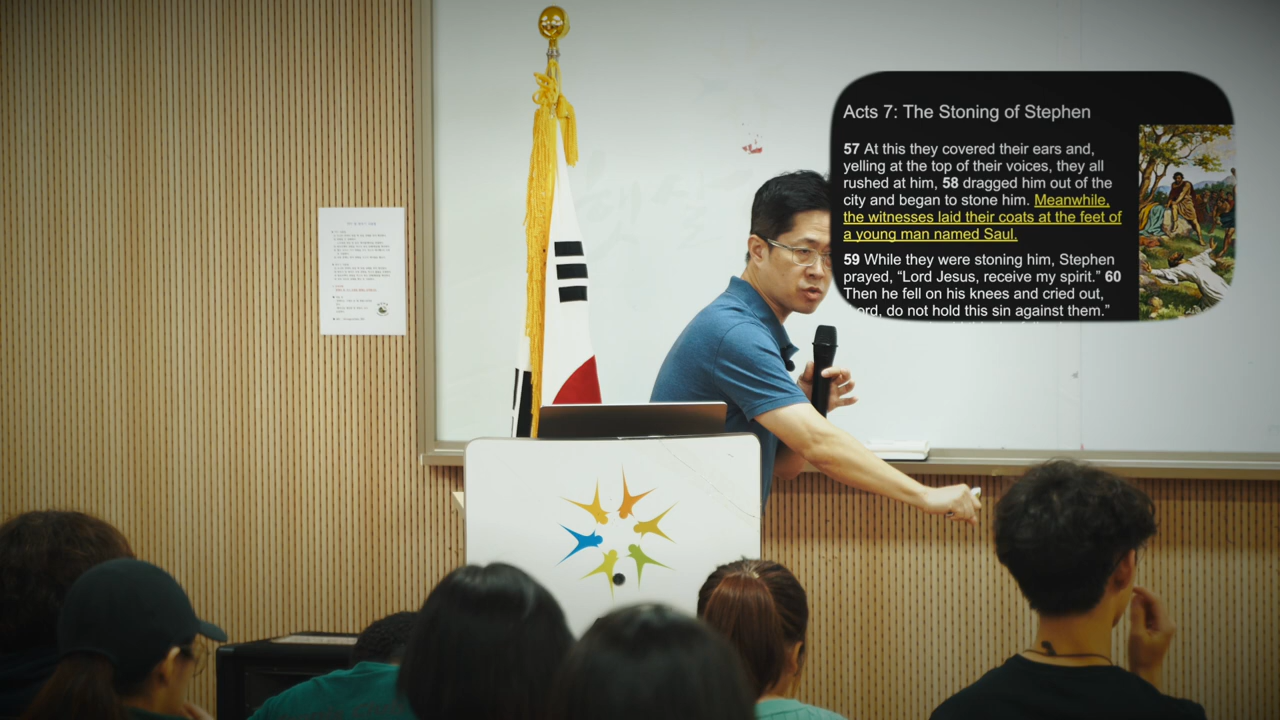 Acts 7: The Stoning of Stephen
57 At this they covered their ears and,
yelling at the top of their voices, they all
rushed at him, 58 dragged him out of the
city and began to stone him. Meanwhile,
the witnesses laid their coats at the feet of
a young man named Saul.
59 While they were stoning him, Stephen
prayed, “Lord Jesus, receive my spirit.” 60
Then he fell on his knees and cried out,
ord, do not hold this sin against them.”